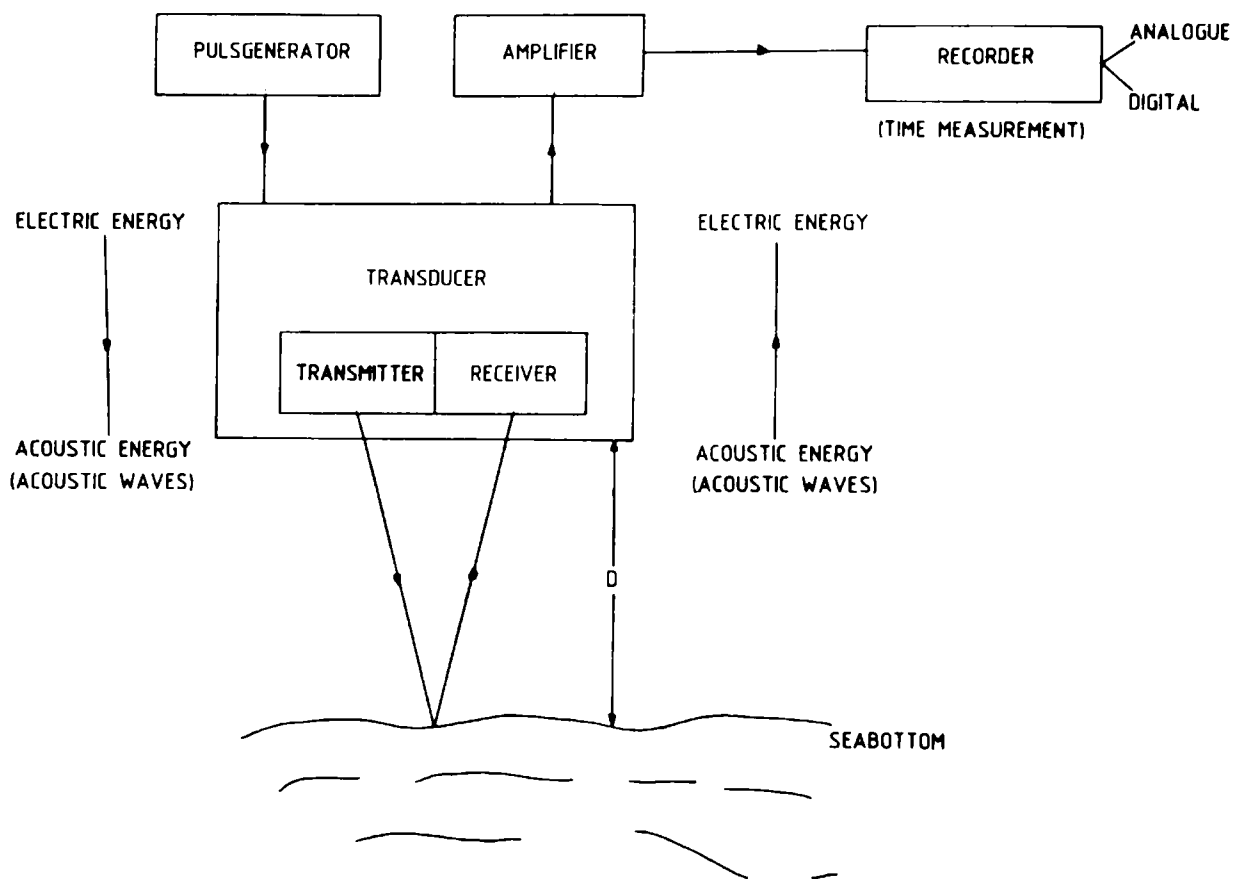 PULSGENERATOR
AMPLIFIER
RECORDER
ANALOGUE
DIGITAL
(TIME MEASUREMENT)
ELECTRIC ENERGY
ELECTRIC ENERGY
TRANSDUCER
TRANSMITTER
RECEIVER
ACOUSTIC ENERGY
(ACOUSTIC WAVES)
ACOUSTIC ENERGY
(ACOUSTIC WAVES)
D
SEABOTTOM